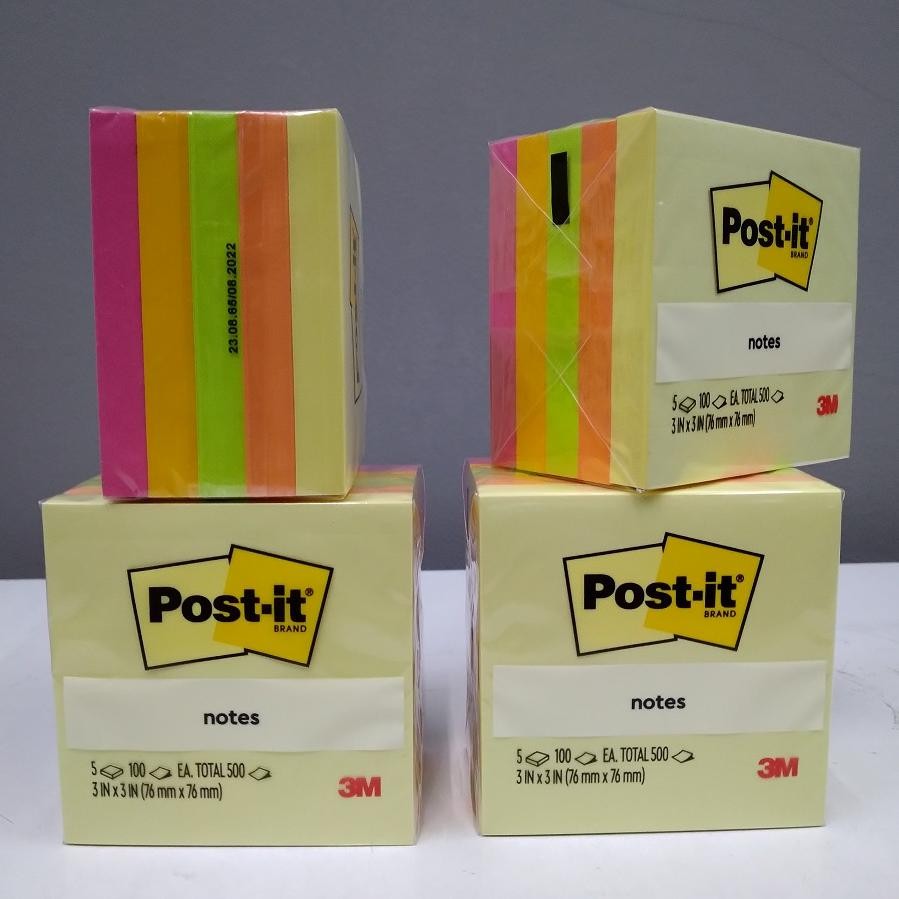 23.08.65/08.2022
Post-it®
BRAND
notes
5 100 EA. TOTAL 500
3 IN x 3 IN (76 mm x 76 mm)
3M
Post-it®
BRAND
notes
5 100 EA. TOTAL 500
3 IN x 3 IN (76 mm x 76 mm)
3M
Post-it®
BRAND
notes
5 100 EA. TOTAL 500
3 IN x 3 IN (76 mm x 76 mm)
3M